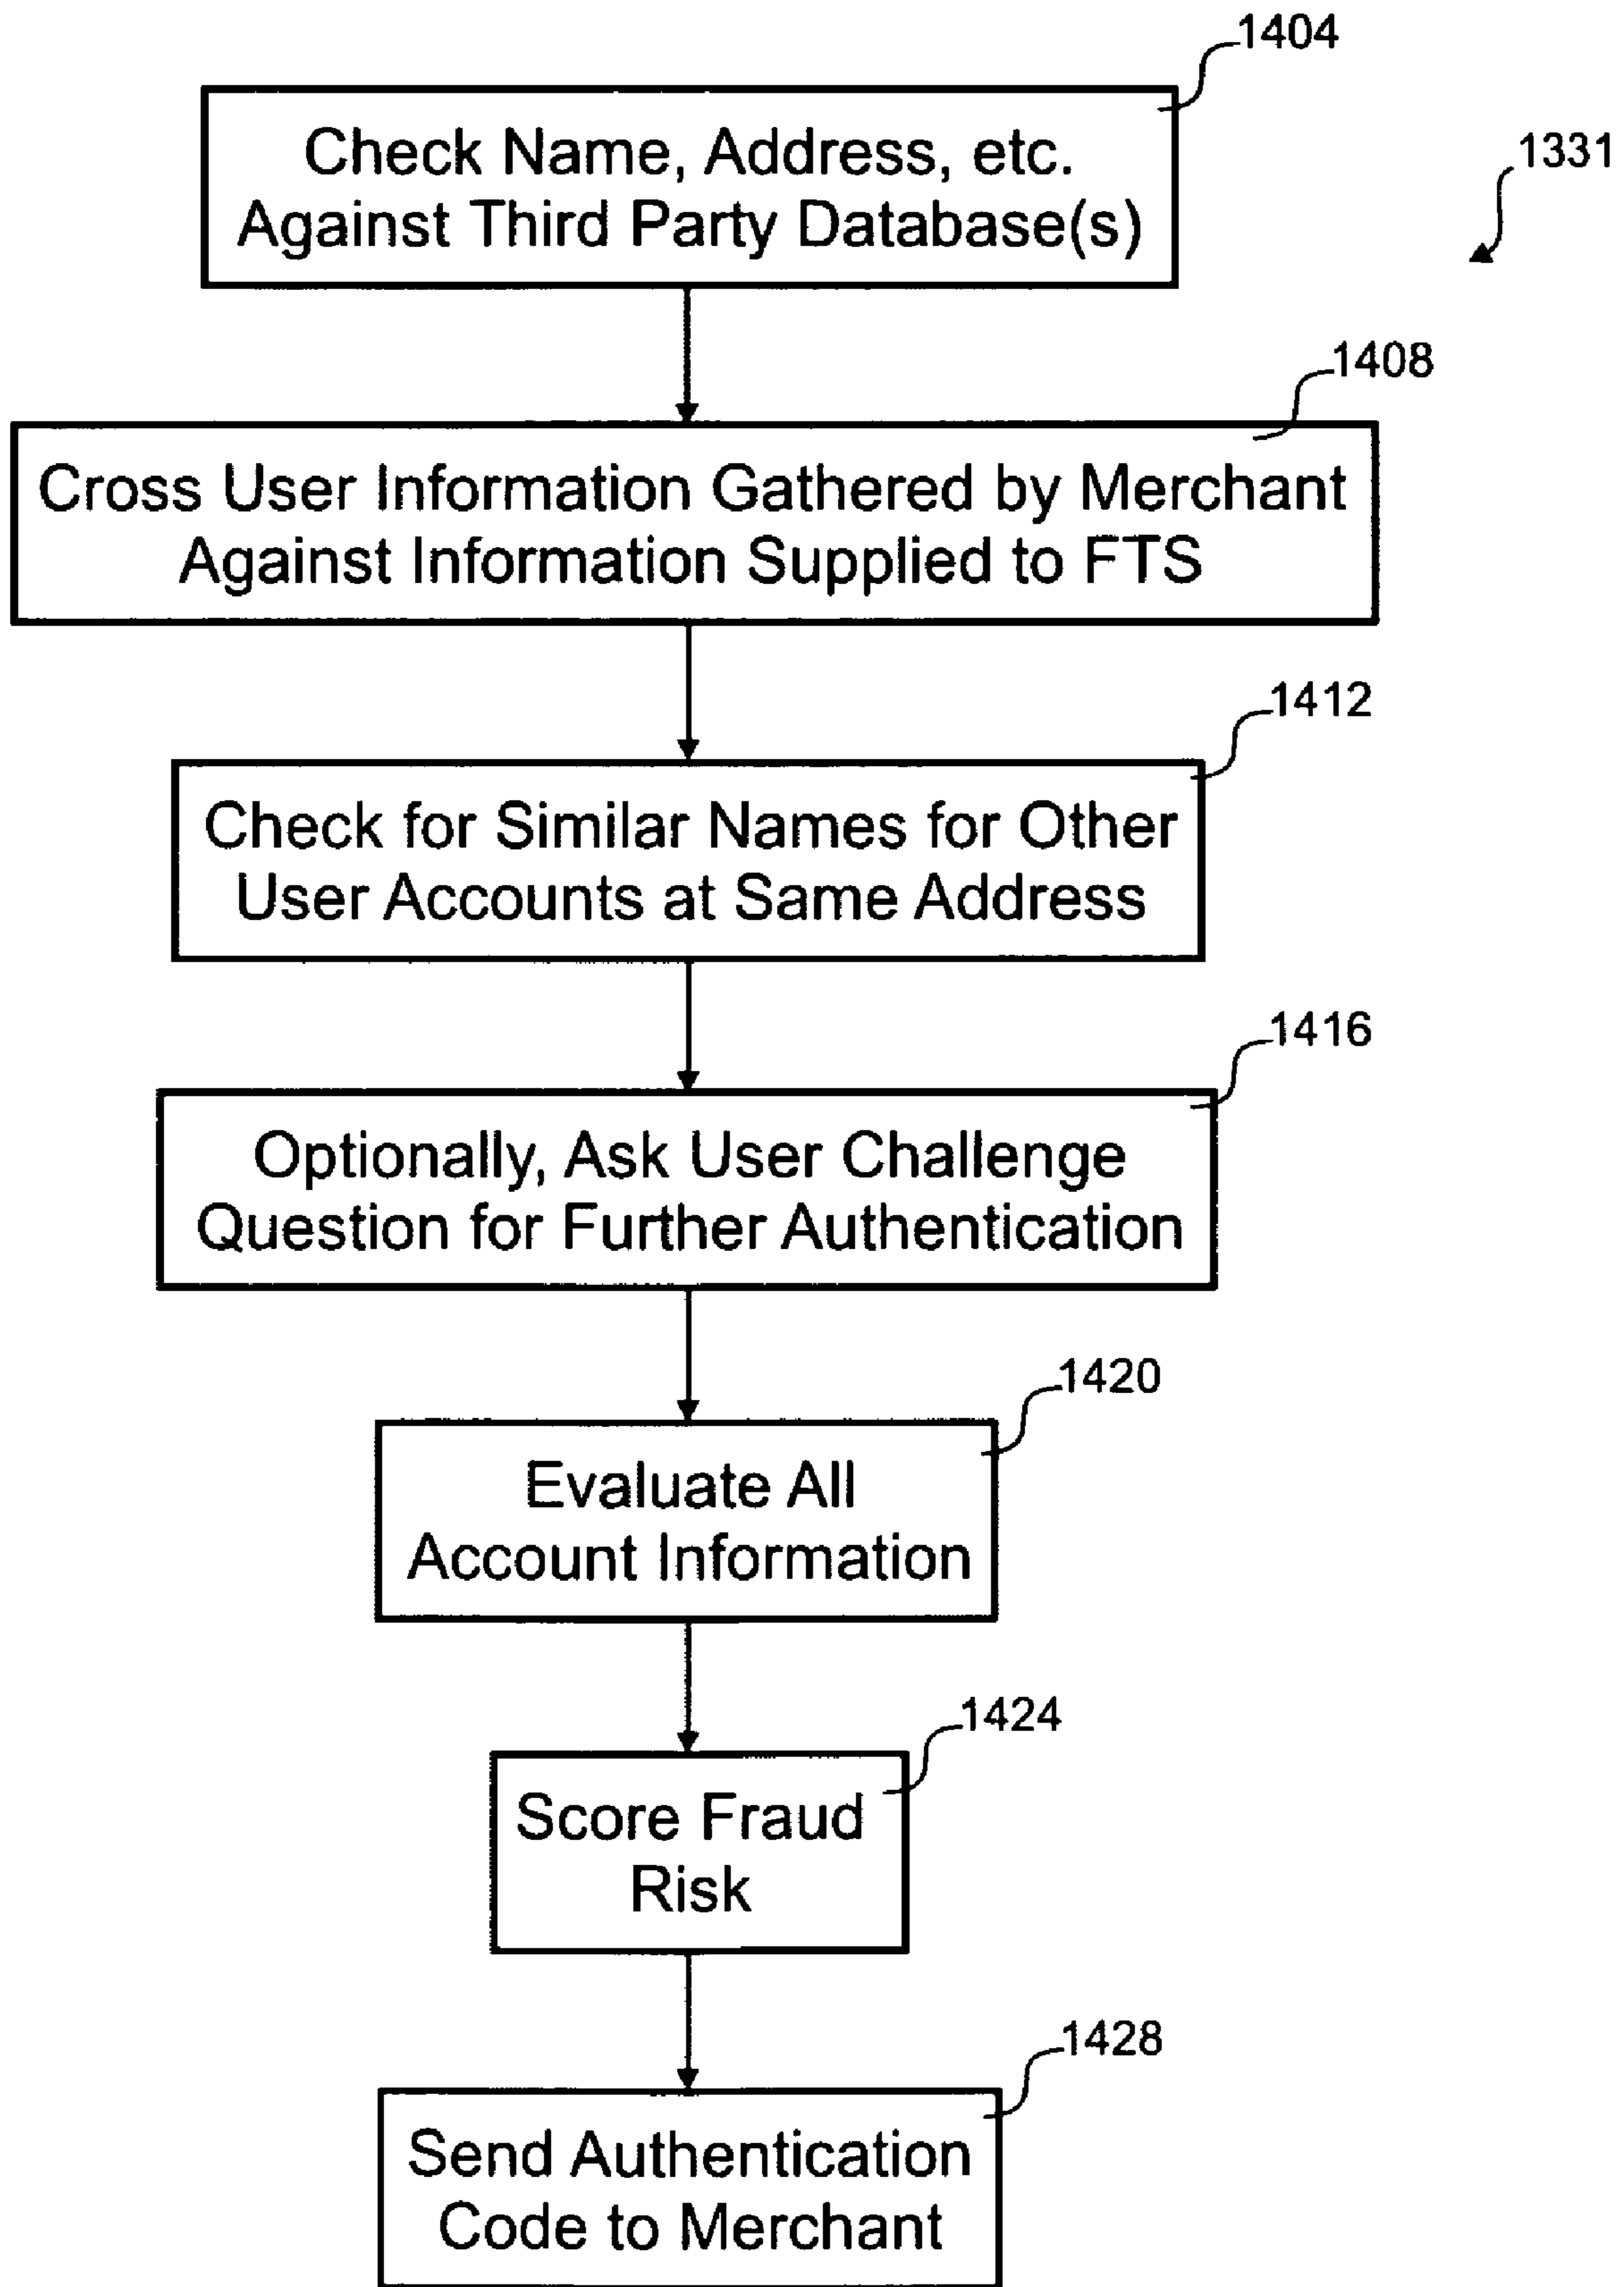 1404
Check Name, Address, etc.
Against Third Party Database(s)
1331
1408
Cross User Information Gathered by Merchant
Against Information Supplied to FTS
1412
Check for Similar Names for Other
User Accounts at Same Address
1416
Optionally, Ask User Challenge
Question for Further Authentication
1420
Evaluate All
Account Information
1424
Score Fraud
Risk
1428
Send Authentication
Code to Merchant